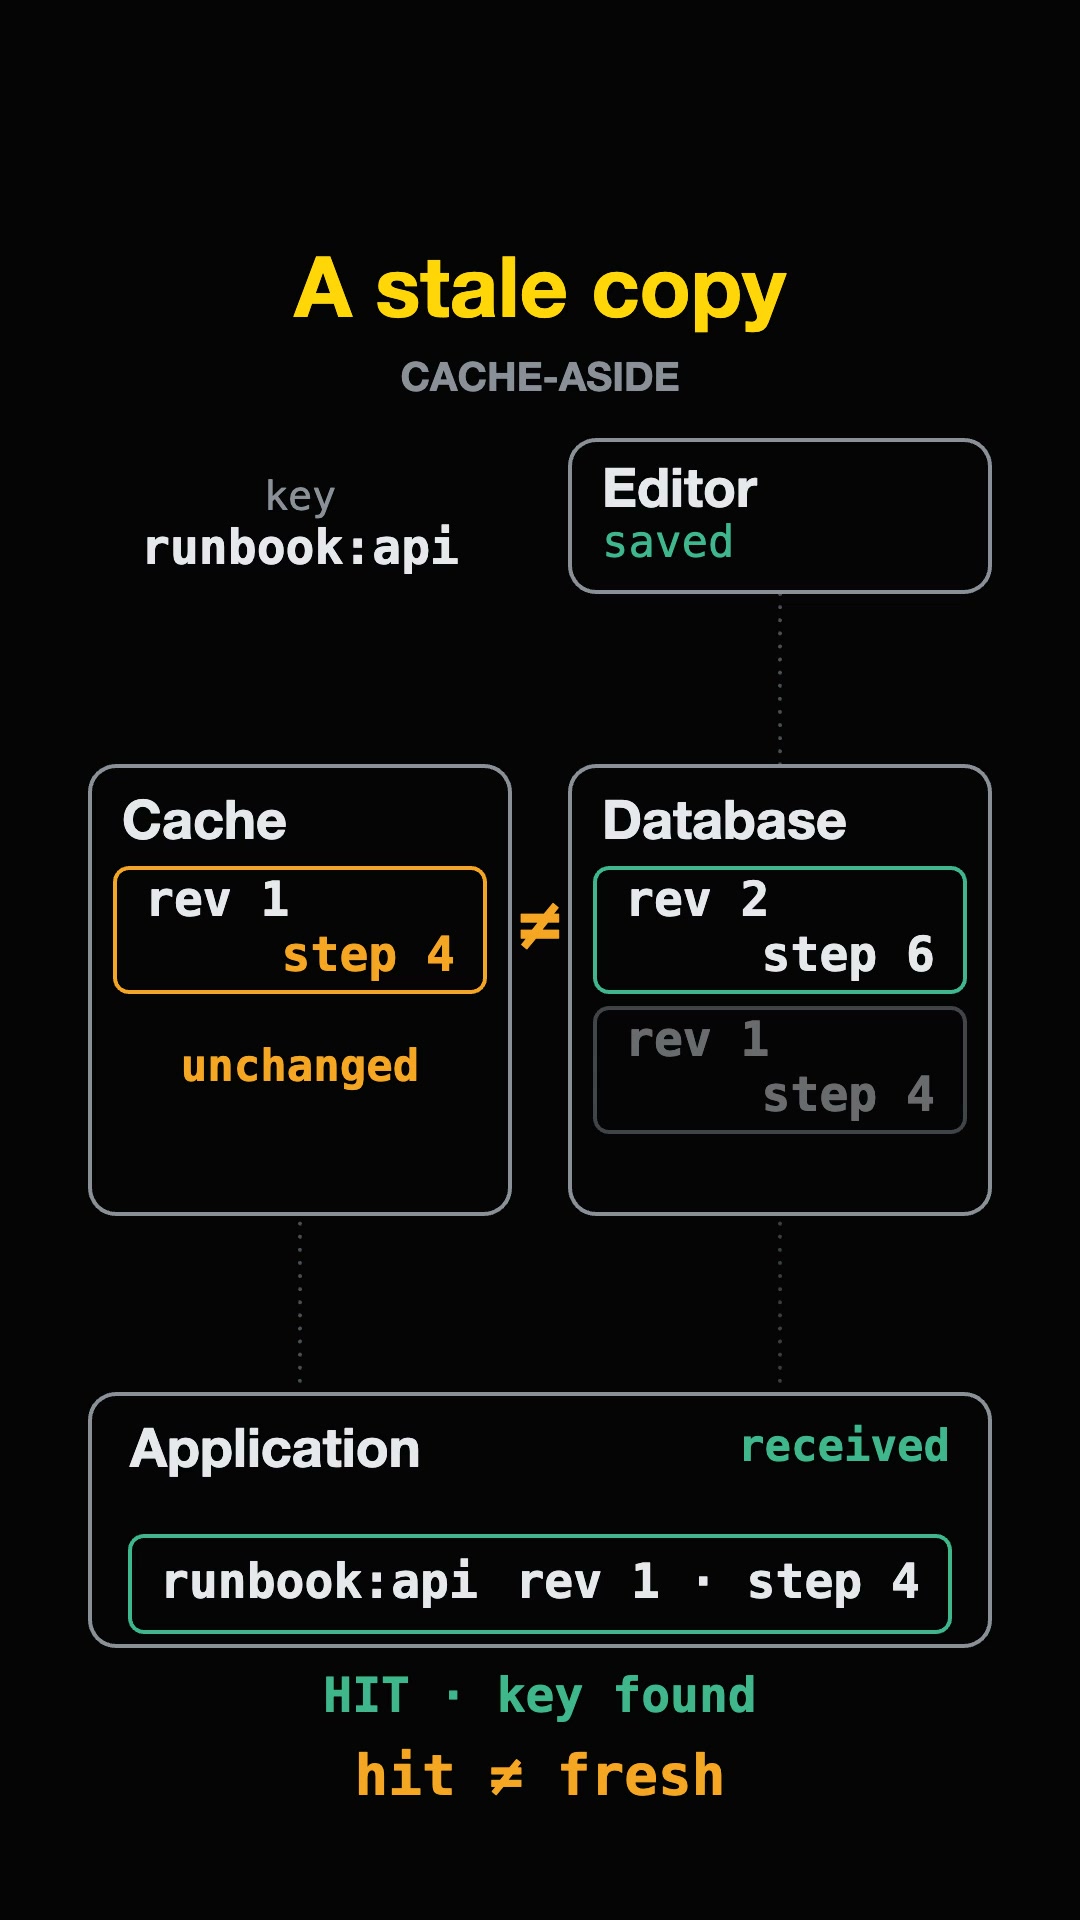 A stale copy
CACHE-ASIDE
key
runbook:api
Editor
saved
Cache
rev 1
step 4
unchanged
≠
Database
rev 2
step 6
rev 1
step 4
Application
received
runbook:api rev 1 · step 4
HIT · key found
hit ≠ fresh